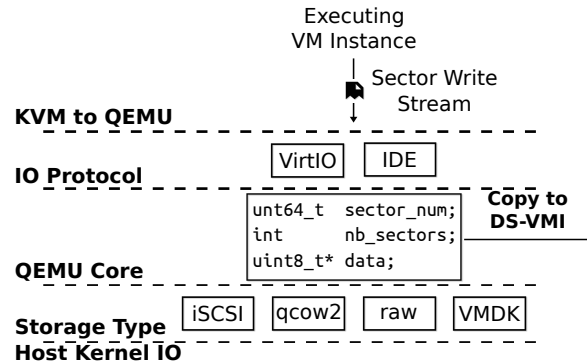 Executing
VM Instance
Sector Write
Stream
KVM to QEMU
VirtIO IDE
IO Protocol
unt64_t sector_num;
int nb_sectors;
uint8_t* data;
Copy to
DS-VMI
QEMU Core
iSCSI qcow2 raw VMDK
Storage Type
Host Kernel IO